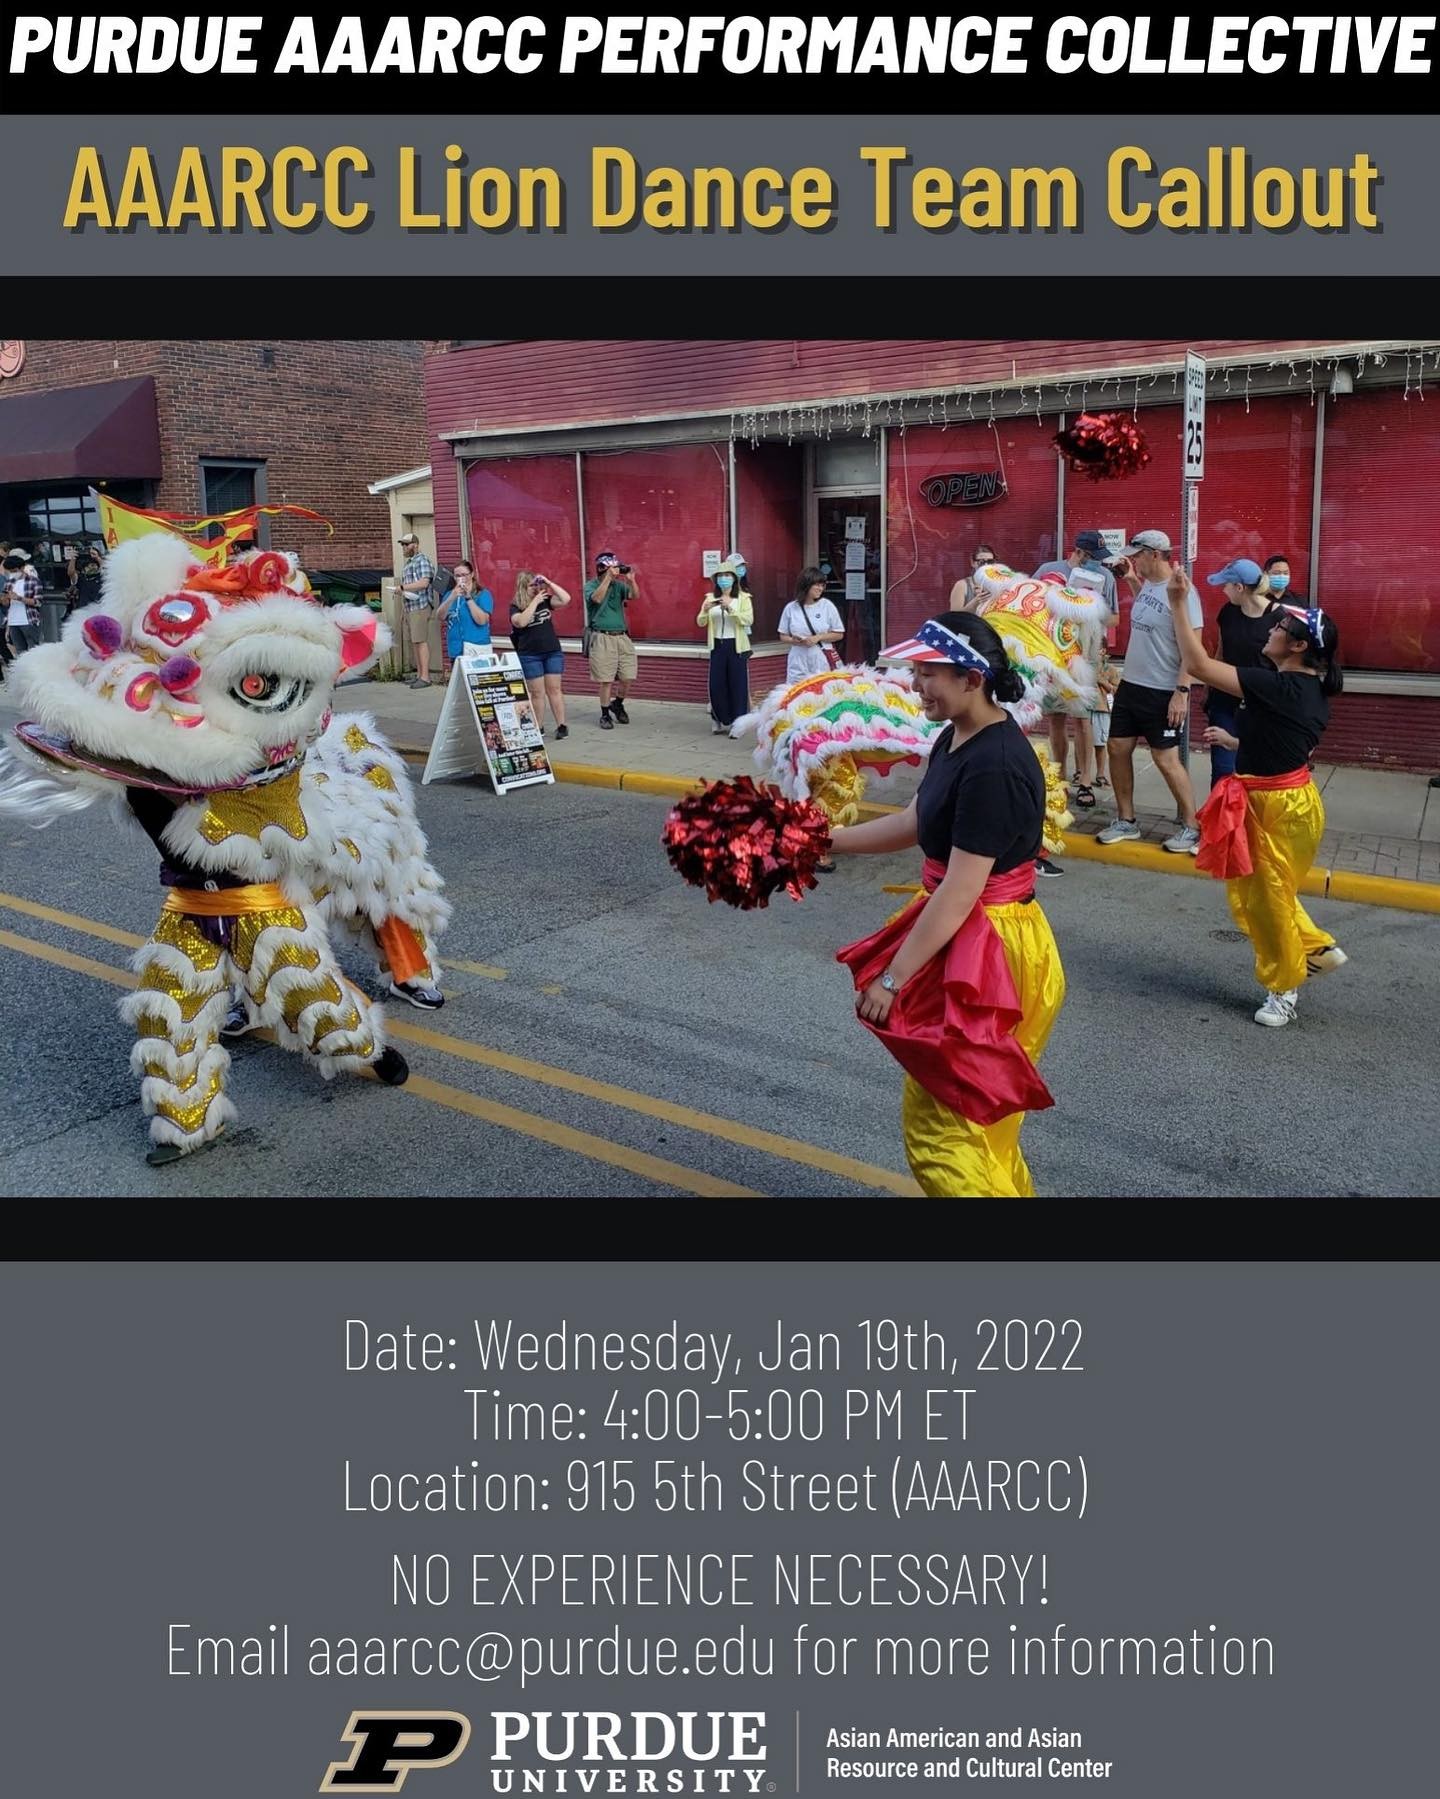 PURDUE AAARCC PERFORMANCE COLLECTIVE
AAARCC Lion Dance Team Callout
SPEED
LIMIT
25
OPEN
NOW
Date: Wednesday, Jan 19th, 2022
Time: 4:00-5:00 PM ET
Location: 915 5th Street (AAARCC)
NO EXPERIENCE NECESSARY!
Email aaarcc@purdue.edu for more information
P PURDUE
UNIVERSITY®
Asian American and Asian
Resource and Cultural Center